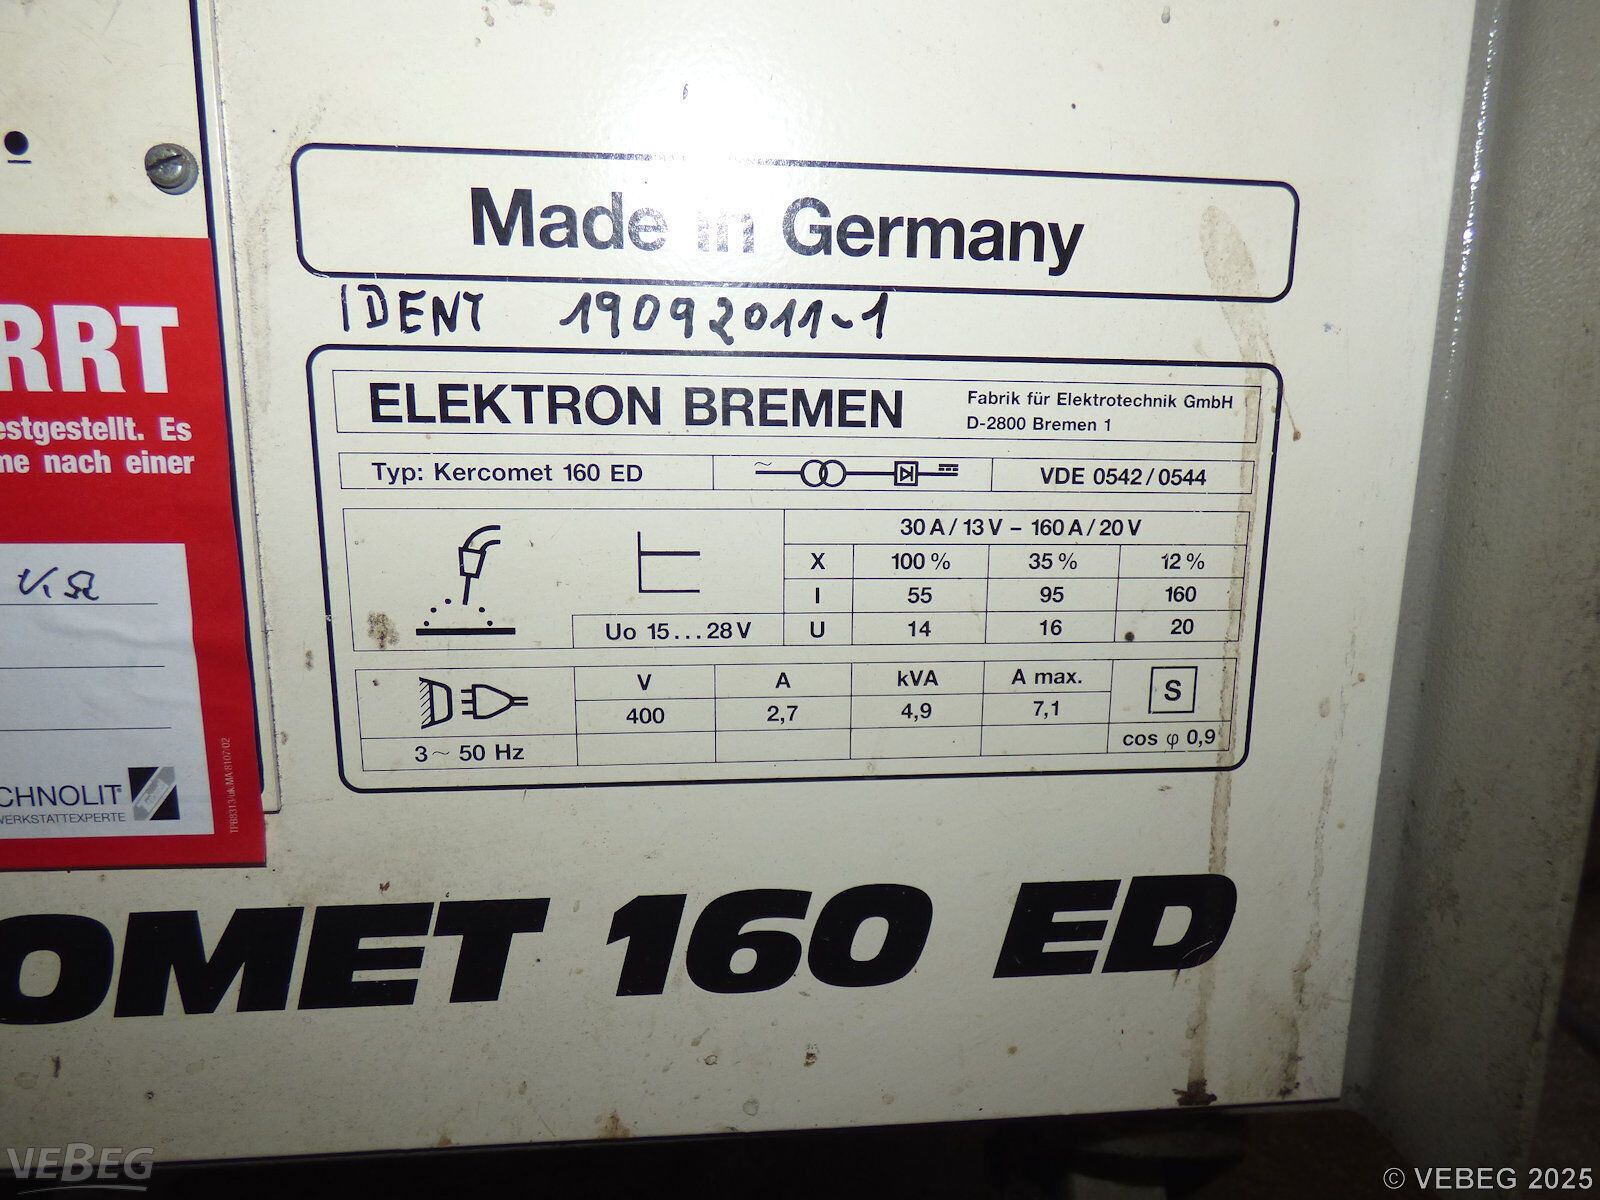 Made in Germany
IDENT 19092011-1
ELEKTRON BREMEN
Fabrik für Elektrotechnik GmbH
D-2800 Bremen 1
Typ: Kercomet 160 ED
VDE 0542/0544
30 A / 13 V – 160 A / 20 V
X 100 % 35 % 12 %
I 55 95 160
Uo 15...28 V U 14 16 20
V A kVA A max. S
400 2,7 4,9 7,1
3 ~ 50 Hz cos φ 0,9
RRT
estgestellt. Es
me nach einer
CHNOLIT®
WERKSTATTEXPERTE
OMET 160 ED
VEBEG
© VEBEG 2025